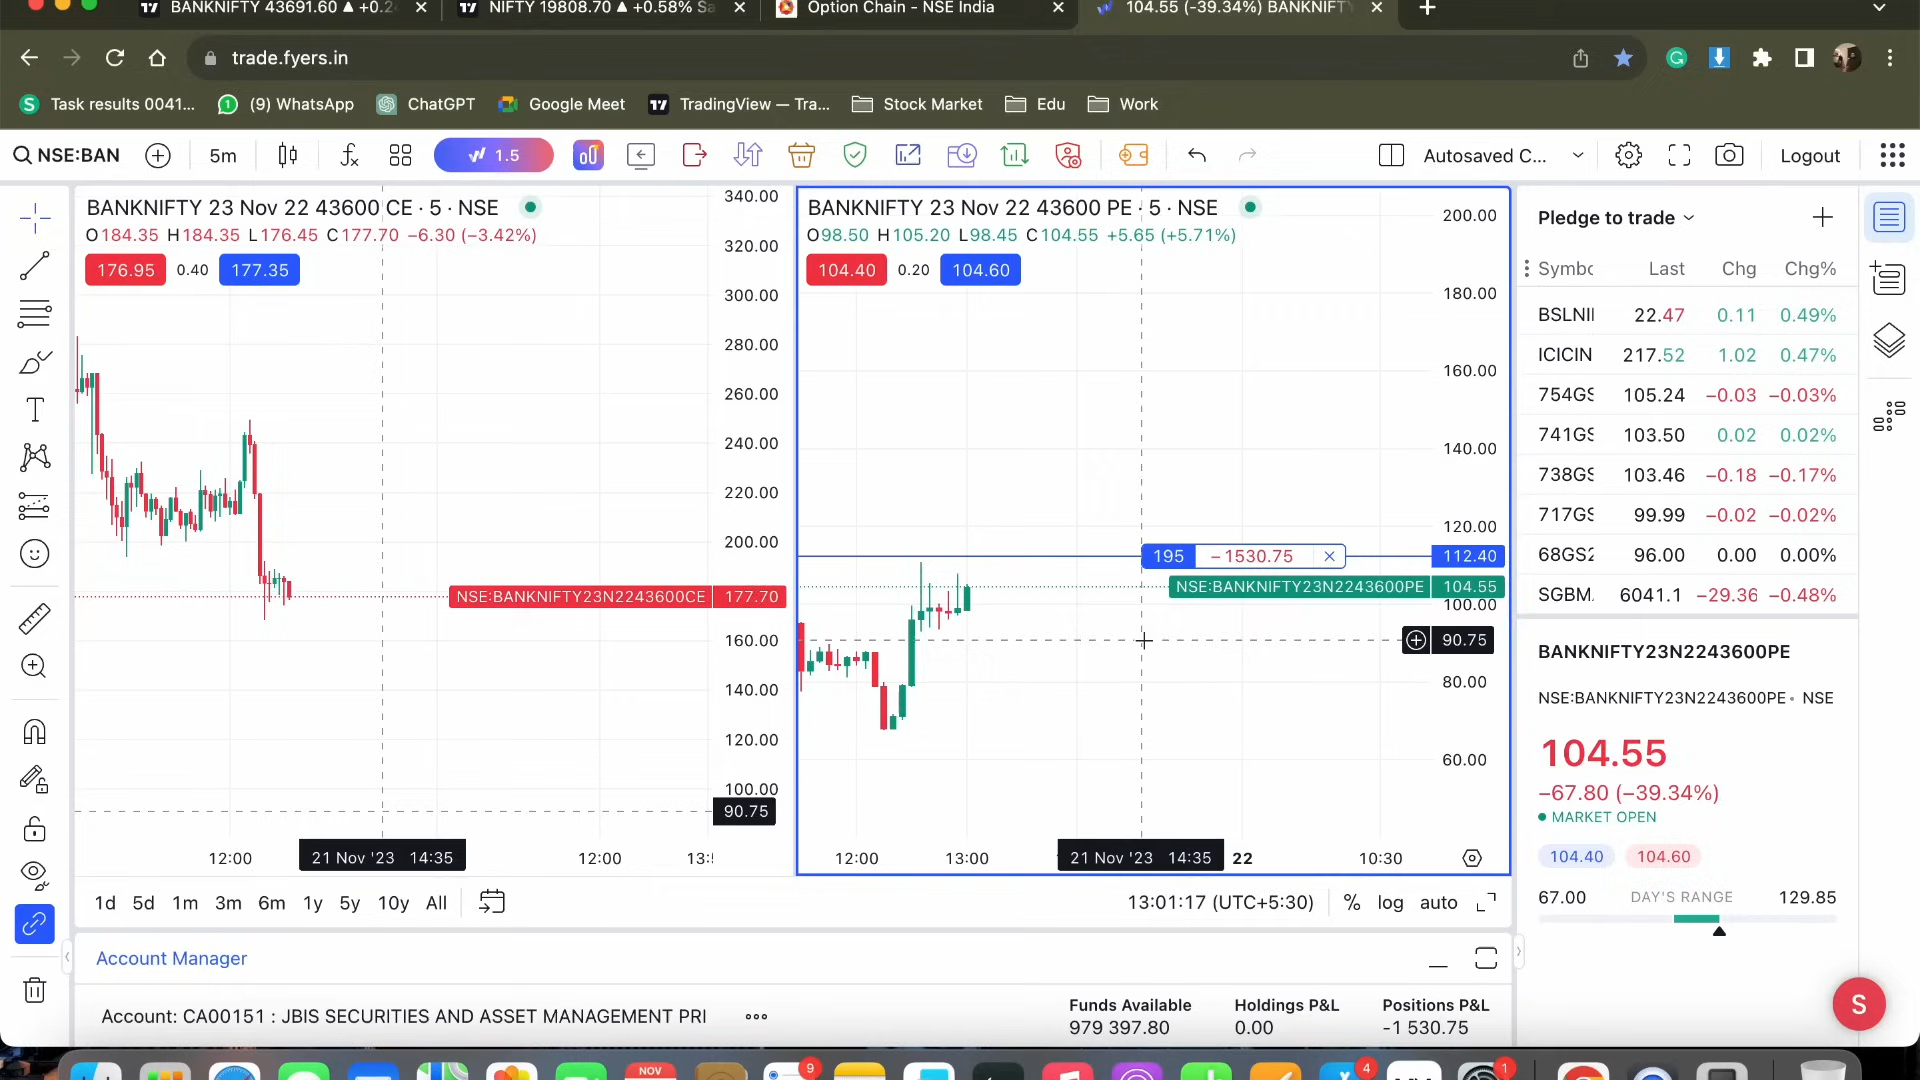 BANKNIFTY 43691.60 ▲ +0.2
NIFTY 19808.70 ▲ +0.58%
Option Chain - NSE India
104.55 (-39.34%) BANKNIFTY
trade.fyers.in
Task results 0041...
(9) WhatsApp
ChatGPT
Google Meet
TradingView — Tra...
Stock Market
Edu
Work
NSE:BAN
5m
1.5
Autosaved C...
Logout
BANKNIFTY 23 Nov 22 43600 CE · 5 · NSE
O184.35 H184.35 L176.45 C177.70 −6.30 (−3.42%)
176.95 0.40 177.35
340.00
320.00
300.00
280.00
260.00
240.00
220.00
200.00
NSE:BANKNIFTY23N2243600CE 177.70
160.00
140.00
120.00
100.00
90.75
12:00
21 Nov '23 14:35
12:00
BANKNIFTY 23 Nov 22 43600 PE · 5 · NSE
O98.50 H105.20 L98.45 C104.55 +5.65 (+5.71%)
104.40 0.20 104.60
200.00
180.00
160.00
140.00
120.00
195 −1530.75 112.40
NSE:BANKNIFTY23N2243600PE 104.55
100.00
90.75
80.00
60.00
12:00
13:00
21 Nov '23 14:35
22
10:30
1d 5d 1m 3m 6m 1y 5y 10y All
13:01:17 (UTC+5:30)
% log auto
Account Manager
Account: CA00151 : JBIS SECURITIES AND ASSET MANAGEMENT PRI
Funds Available Holdings P&L Positions P&L
979 397.80 0.00 -1 530.75
Pledge to trade
Last Chg Chg%
22.47 0.11 0.49%
ICICIN 217.52 1.02 0.47%
754GS 105.24 −0.03 −0.03%
741GS 103.50 0.02 0.02%
738GS 103.46 −0.18 −0.17%
717GS 99.99 −0.02 −0.02%
68GS2 96.00 0.00 0.00%
SGBM. 6041.1 −29.36 −0.48%
BANKNIFTY23N2243600PE
NSE:BANKNIFTY23N2243600PE • NSE
104.55
−67.80 (−39.34%)
MARKET OPEN
104.40 104.60
67.00 DAY'S RANGE 129.85
S
NOV
9
4
1